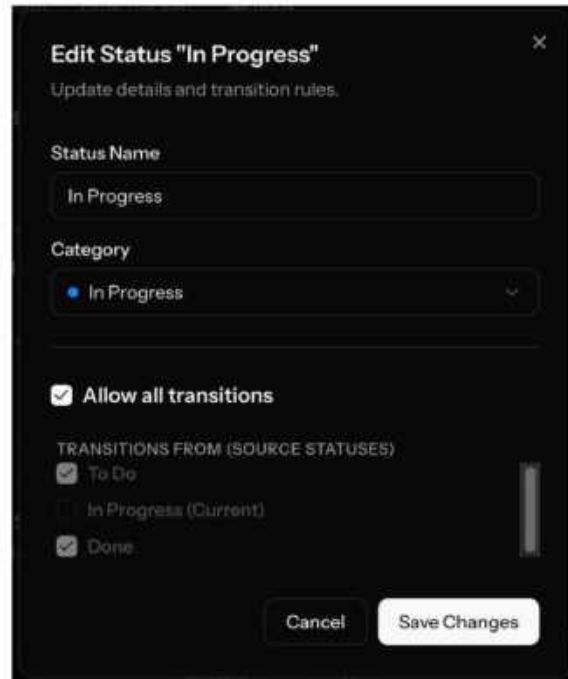 Edit Status "In Progress"
Update details and transition rules.
Status Name
In Progress
Category
In Progress
Allow all transitions
TRANSITIONS FROM (SOURCE STATUSES)
To Do
In Progress (Current)
Done
Cancel
Save Changes